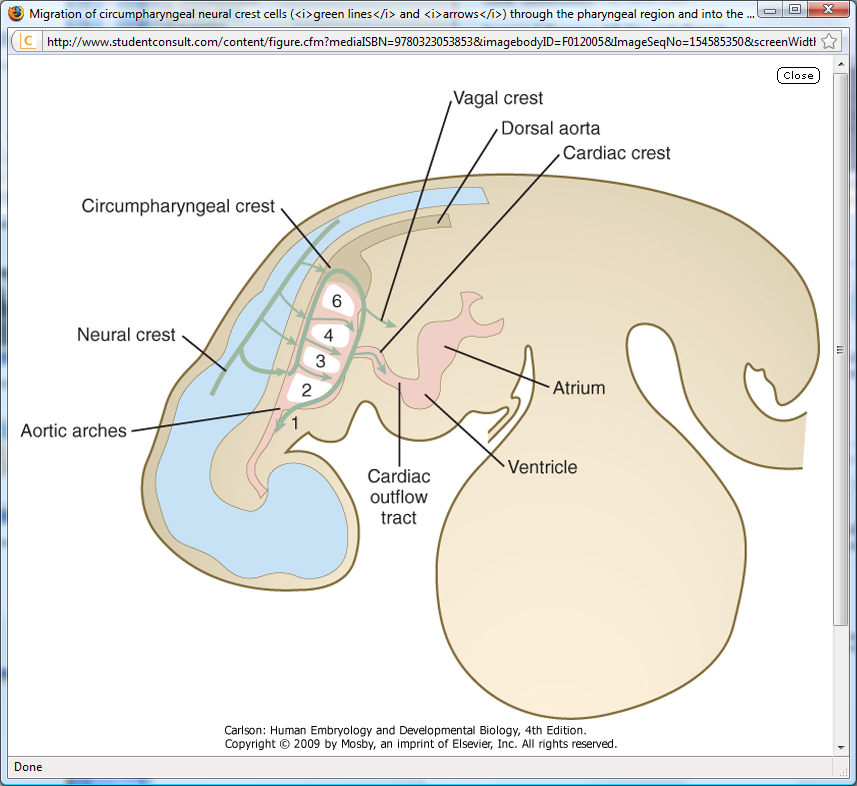 Migration of circumpharyngeal neural crest cells (<i>green lines</i> and <i>arrows</i>) through the pharyngeal region and into the ...
http://www.studentconsult.com/content/figure.cfm?mediaISBN=9780323053853&imagebodyID=F012005&ImageSeqNo=154585350&screenWidth
Close
Vagal crest
Dorsal aorta
Cardiac crest
Circumpharyngeal crest
6
Neural crest
4
3
2
Atrium
1
Aortic arches
Ventricle
Cardiac
outflow
tract
Carlson: Human Embryology and Developmental Biology, 4th Edition.
Copyright © 2009 by Mosby, an imprint of Elsevier, Inc. All rights reserved.
Done